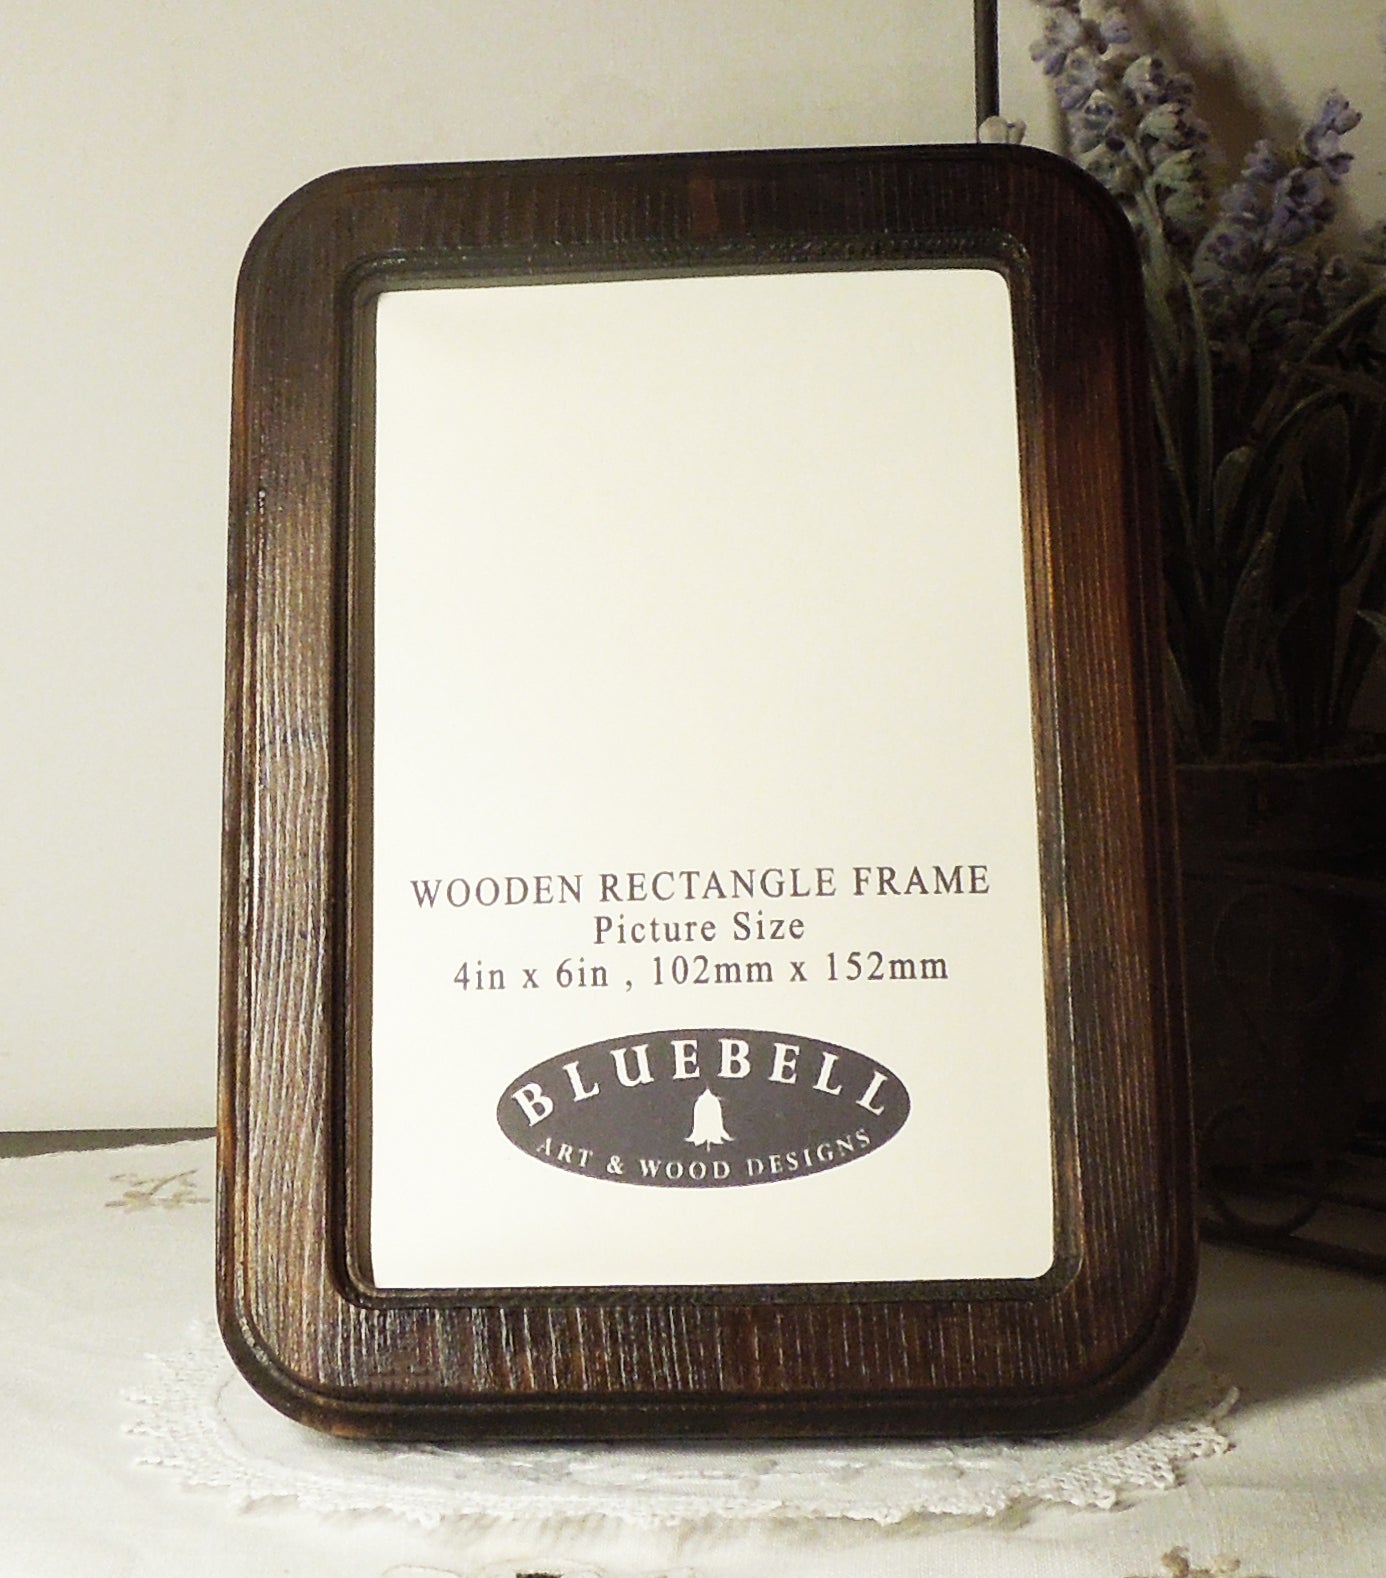 WOODEN RECTANGLE FRAME
Picture Size
4in x 6in , 102mm x 152mm
BLUEBELL
ART & WOOD DESIGNS